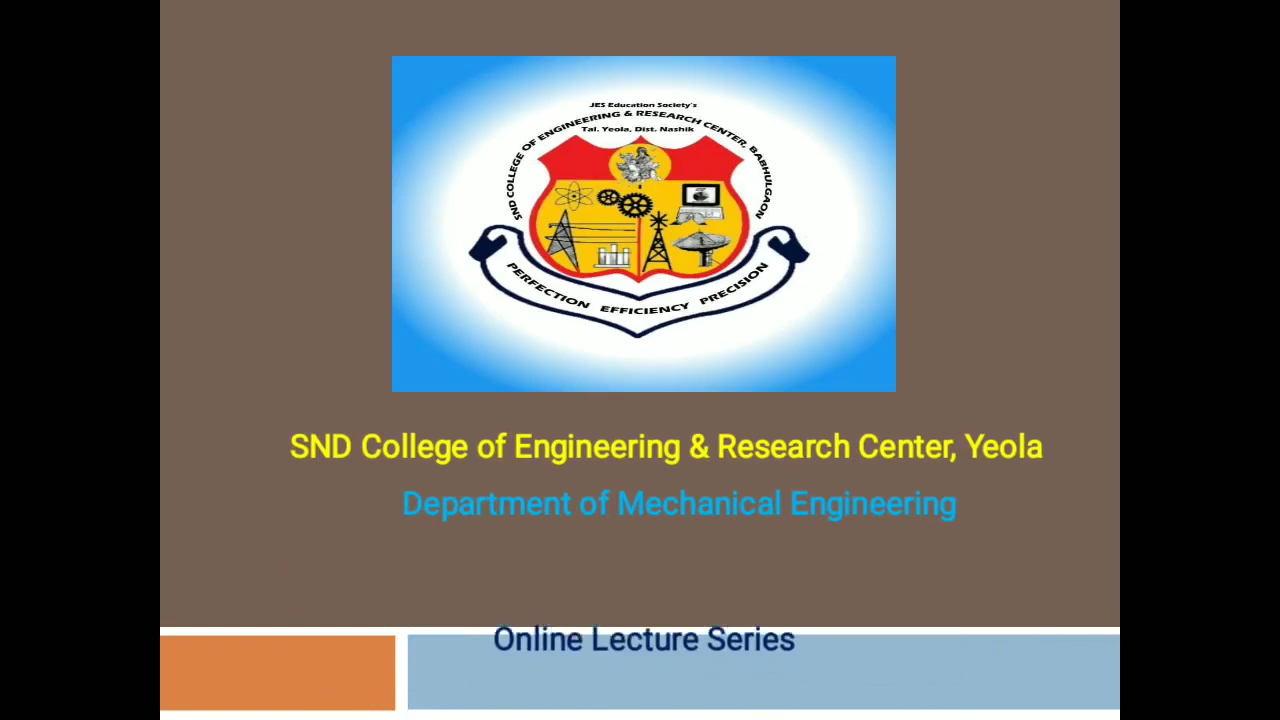 JES Education Society's
SND COLLEGE OF ENGINEERING & RESEARCH CENTER, BABHULGAON
Tal. Yeola, Dist. Nashik
PERFECTION EFFICIENCY PRECISION
SND College of Engineering & Research Center, Yeola
Department of Mechanical Engineering
Online Lecture Series